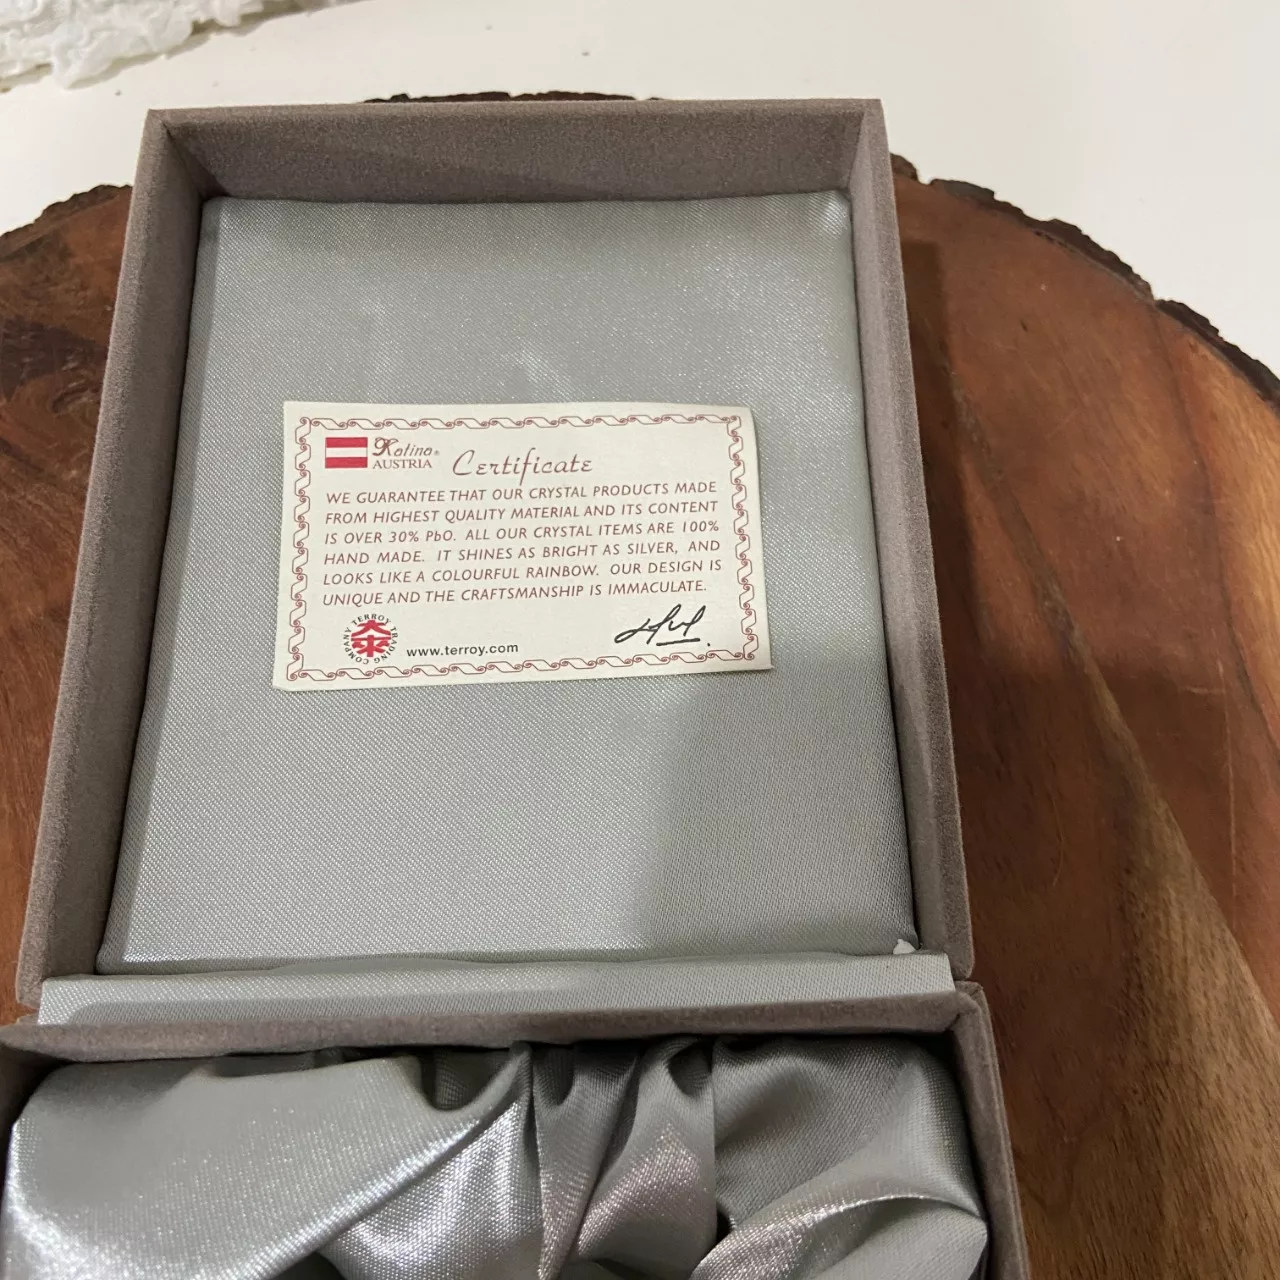 Katina®
AUSTRIA
Certificate
WE GUARANTEE THAT OUR CRYSTAL PRODUCTS MADE
FROM HIGHEST QUALITY MATERIAL AND ITS CONTENT
IS OVER 30% PbO. ALL OUR CRYSTAL ITEMS ARE 100%
HAND MADE. IT SHINES AS BRIGHT AS SILVER, AND
LOOKS LIKE A COLOURFUL RAINBOW. OUR DESIGN IS
UNIQUE AND THE CRAFTSMANSHIP IS IMMACULATE.
TERROY TRADING COMPANY
www.terroy.com